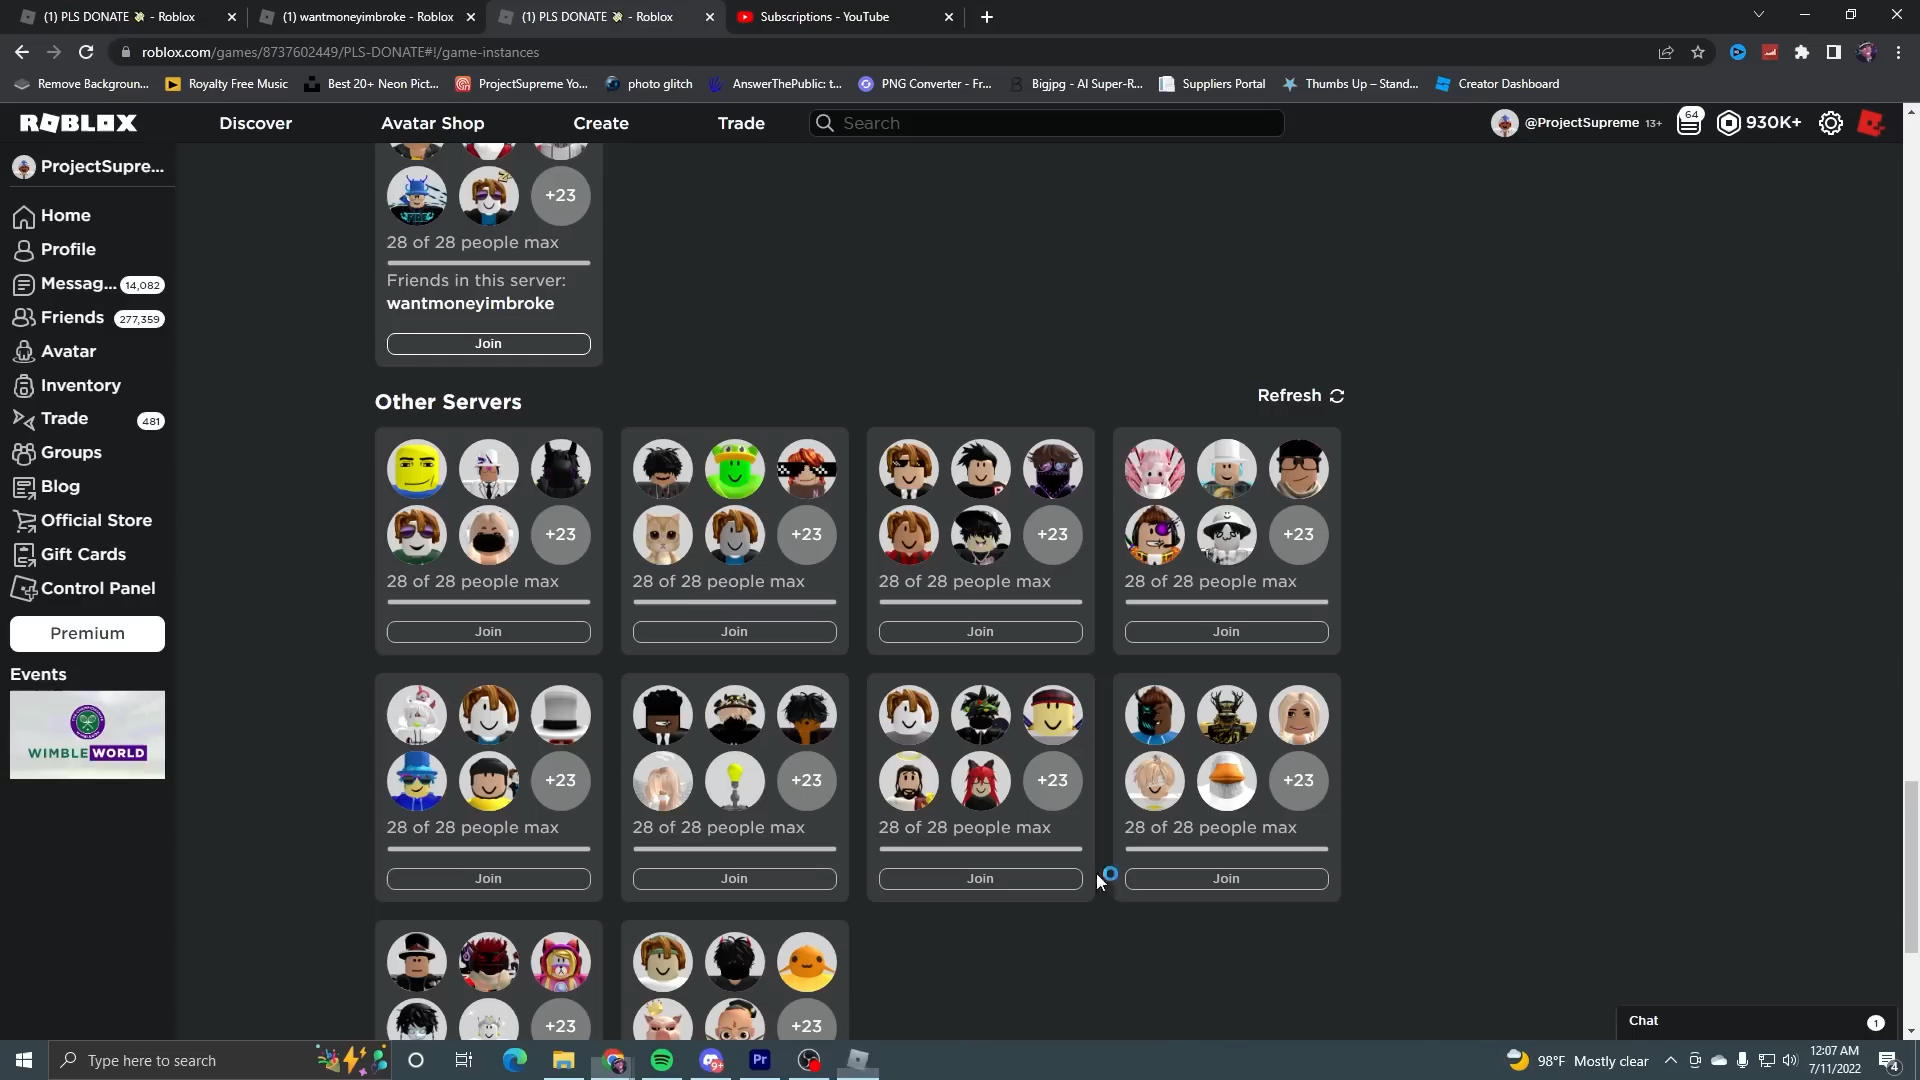 (1) PLS DONATE 💸 - Roblox
(1) wantmoneyimbroke - Roblox
(1) PLS DONATE 💸 - Roblox
Subscriptions - YouTube
roblox.com/games/8737602449/PLS-DONATE#!/game-instances
Remove Backgroun...
Royalty Free Music
Best 20+ Neon Pict...
ProjectSupreme Yo...
photo glitch
AnswerThePublic: t...
PNG Converter - Fr...
Bigjpg - AI Super-R...
Suppliers Portal
Thumbs Up – Stand...
Creator Dashboard
ROBLOX
Discover
Avatar Shop
Create
Trade
Search
@ProjectSupreme 13+
64
930K+
ProjectSupre...
Home
Profile
Messag... 14,082
Friends 277,359
Avatar
Inventory
Trade 481
Groups
Blog
Official Store
Gift Cards
Control Panel
Premium
Events
WIMBLEWORLD
+23
28 of 28 people max
Friends in this server:
wantmoneyimbroke
Join
Other Servers
Refresh
+23 +23 +23 +23
28 of 28 people max 28 of 28 people max 28 of 28 people max 28 of 28 people max
Join Join Join Join
+23 +23 +23 +23
28 of 28 people max 28 of 28 people max 28 of 28 people max 28 of 28 people max
Join Join Join Join
+23 +23
Chat 1
Type here to search
9+
Pr
98°F Mostly clear
12:07 AM
7/11/2022
4